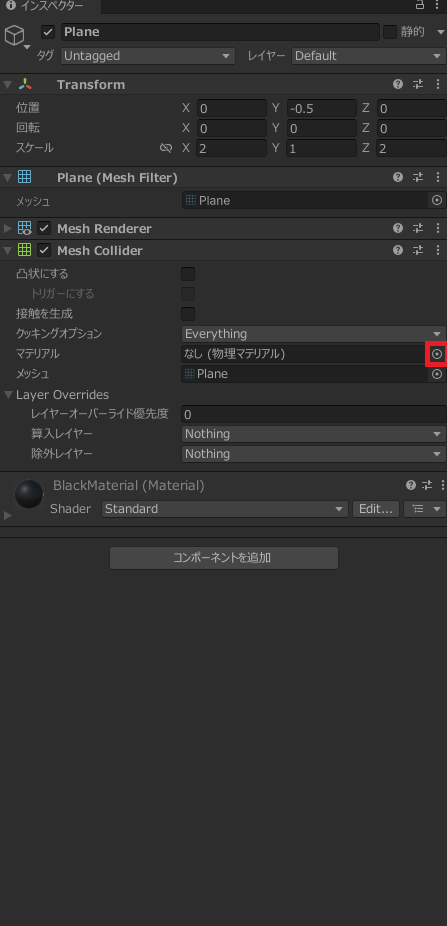 インスペクター
Plane 静的
タグ Untagged レイヤー Default
Transform
位置 X 0 Y -0.5 Z 0
回転 X 0 Y 0 Z 0
スケール X 2 Y 1 Z 2
Plane (Mesh Filter)
メッシュ Plane
Mesh Renderer
Mesh Collider
凸状にする
トリガーにする
接触を生成
クッキングオプション Everything
マテリアル なし (物理マテリアル)
メッシュ Plane
Layer Overrides
レイヤーオーバーライド優先度 0
算入レイヤー Nothing
除外レイヤー Nothing
BlackMaterial (Material)
Shader Standard Edit...
コンポーネントを追加